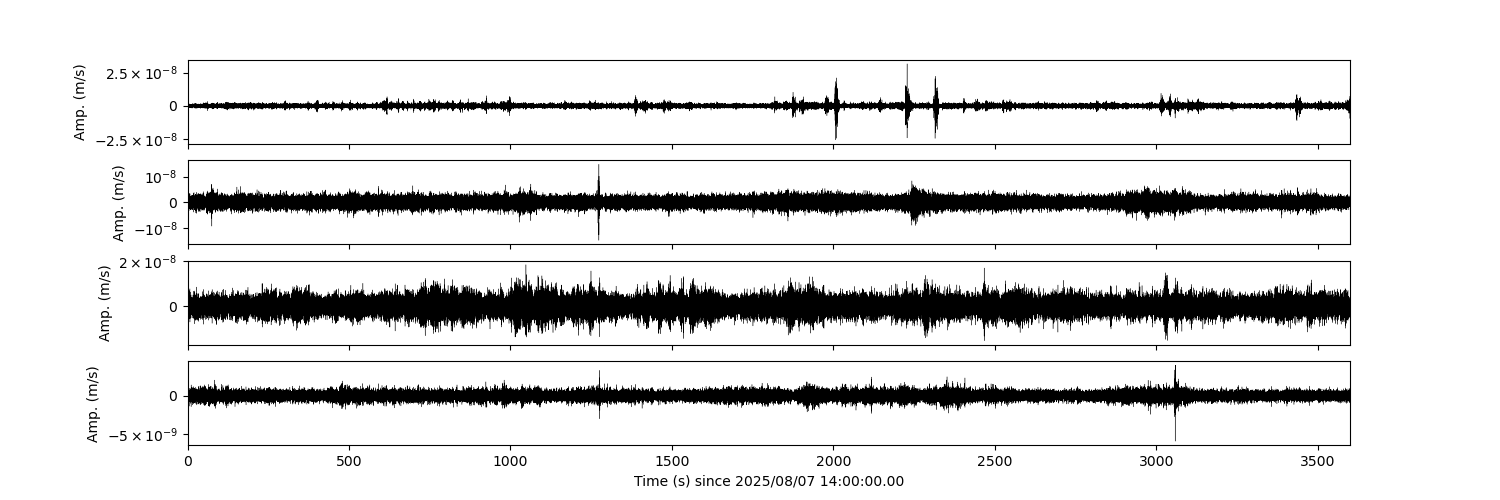 Amp. (m/s)
2.5 × 10⁻⁸
0
−2.5 × 10⁻⁸
Amp. (m/s)
10⁻⁸
0
−10⁻⁸
Amp. (m/s)
2 × 10⁻⁸
0
Amp. (m/s)
0
−5 × 10⁻⁹
0 500 1000 1500 2000 2500 3000 3500
Time (s) since 2025/08/07 14:00:00.00